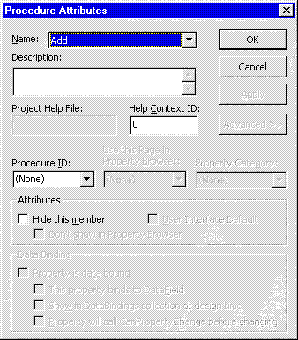 Procedure Attributes
Name:
Add
OK
Description:
Cancel
Apply
Project Help File:
Help Context ID:
0
Advanced >>
Use this Page in
Procedure ID:
Property Browser:
Property Category:
(None)
(None)
(None)
Attributes
Hide this member
User Interface Default
Don't show in Property Browser
Data Binding
Property is data bound
This property binds to DataField
Show in DataBindings collection at design time
Property will call CanPropertyChange before changing